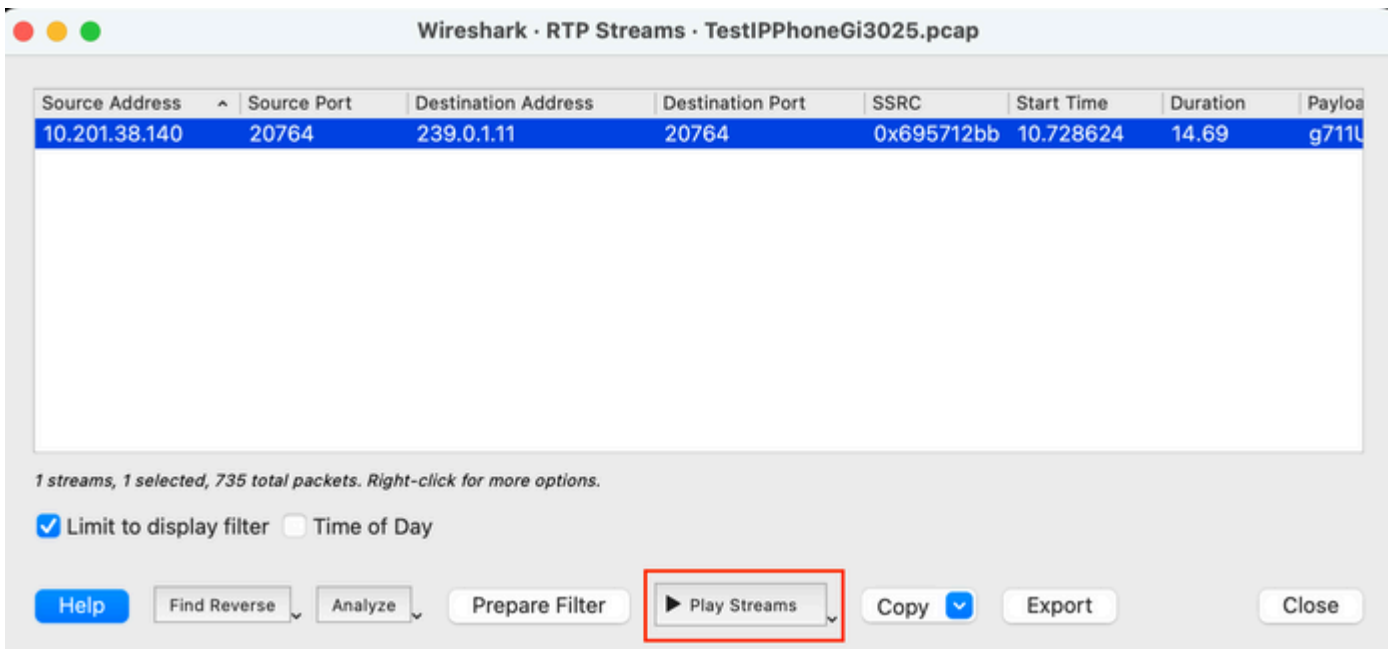 Wireshark · RTP Streams · TestIPPhoneGi3025.pcap
Source Address Source Port Destination Address Destination Port SSRC Start Time Duration Payloa
10.201.38.140 20764 239.0.1.11 20764 0x695712bb 10.728624 14.69 g711U
1 streams, 1 selected, 735 total packets. Right-click for more options.
Limit to display filter Time of Day
Help Find Reverse Analyze Prepare Filter Play Streams Copy Export Close